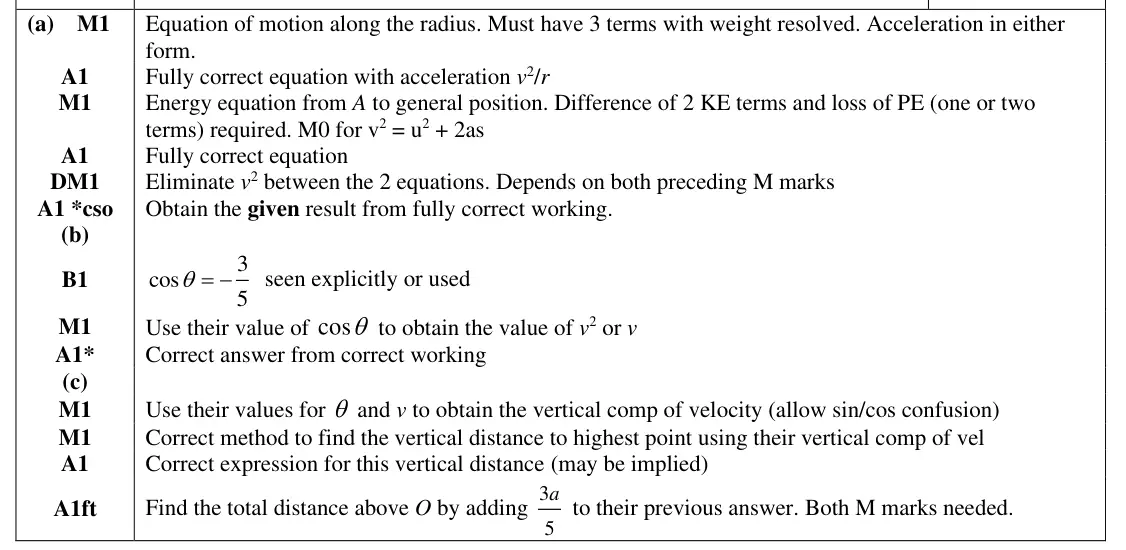 (a) M1 Equation of motion along the radius. Must have 3 terms with weight resolved. Acceleration in either
form.
A1 Fully correct equation with acceleration v²/r
M1 Energy equation from A to general position. Difference of 2 KE terms and loss of PE (one or two
terms) required. M0 for v² = u² + 2as
A1 Fully correct equation
DM1 Eliminate v² between the 2 equations. Depends on both preceding M marks
A1 *cso Obtain the given result from fully correct working.
(b)
B1 cos θ = −3/5 seen explicitly or used
M1 Use their value of cos θ to obtain the value of v² or v
A1* Correct answer from correct working
(c)
M1 Use their values for θ and v to obtain the vertical comp of velocity (allow sin/cos confusion)
M1 Correct method to find the vertical distance to highest point using their vertical comp of vel
A1 Correct expression for this vertical distance (may be implied)
A1ft Find the total distance above O by adding 3a/5 to their previous answer. Both M marks needed.